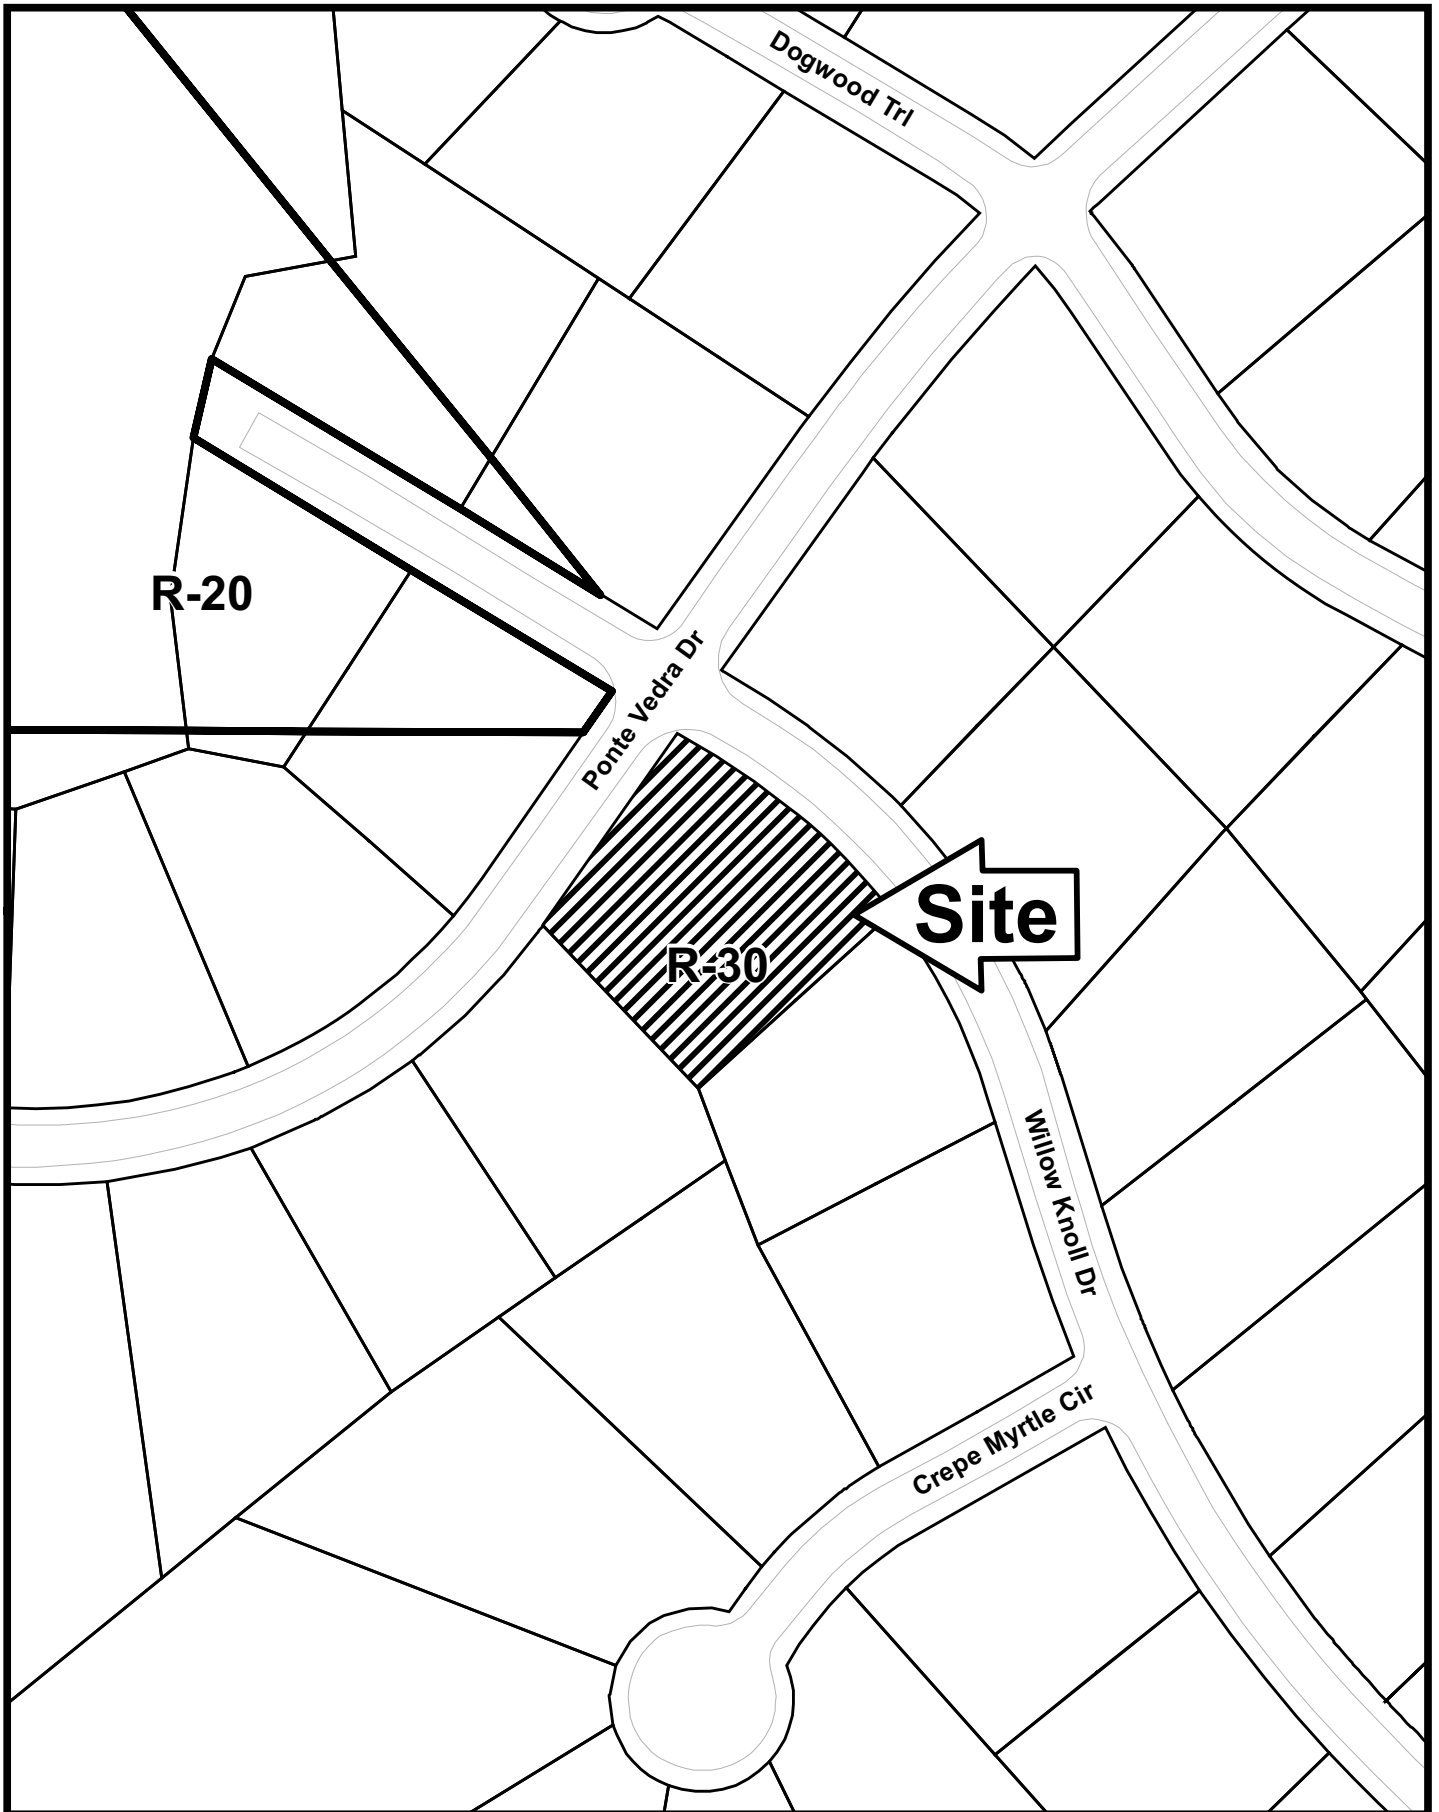 Dogwood Trl
R-20
Ponte Vedra Dr
Site
R-30
Willow Knoll Dr
Crepe Myrtle Cir